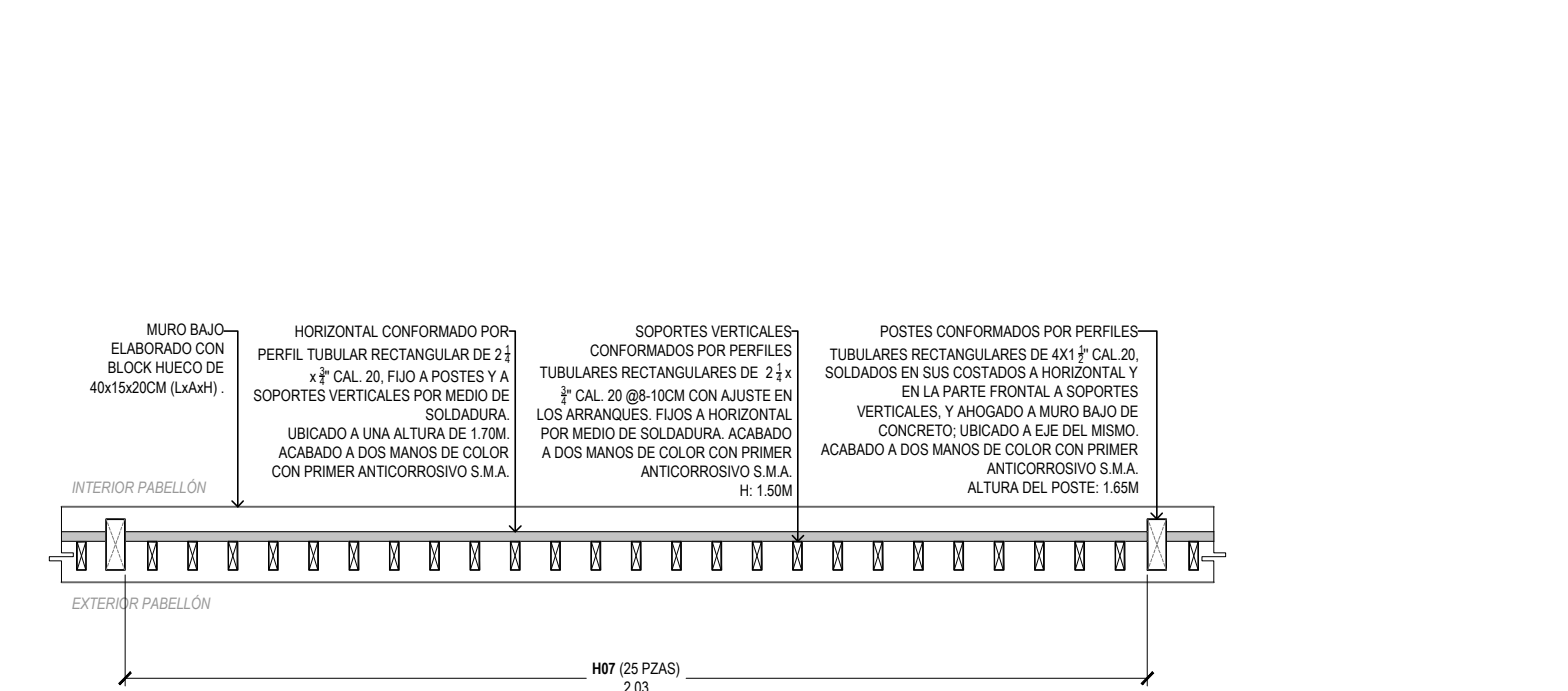 MURO BAJO
ELABORADO CON
BLOCK HUECO DE
40x15x20CM (LxAxH) .
HORIZONTAL CONFORMADO POR
PERFIL TUBULAR RECTANGULAR DE 2 1/4
x 3/4" CAL. 20, FIJO A POSTES Y A
SOPORTES VERTICALES POR MEDIO DE
SOLDADURA.
UBICADO A UNA ALTURA DE 1.70M.
ACABADO A DOS MANOS DE COLOR
CON PRIMER ANTICORROSIVO S.M.A.
SOPORTES VERTICALES
CONFORMADOS POR PERFILES
TUBULARES RECTANGULARES DE 2 1/4 x
3/4" CAL. 20 @8-10CM CON AJUSTE EN
LOS ARRANQUES. FIJOS A HORIZONTAL
POR MEDIO DE SOLDADURA. ACABADO
A DOS MANOS DE COLOR CON PRIMER
ANTICORROSIVO S.M.A.
H: 1.50M
POSTES CONFORMADOS POR PERFILES
TUBULARES RECTANGULARES DE 4X1 1/2" CAL.20,
SOLDADOS EN SUS COSTADOS A HORIZONTAL Y
EN LA PARTE FRONTAL A SOPORTES
VERTICALES, Y AHOGADO A MURO BAJO DE
CONCRETO; UBICADO A EJE DEL MISMO.
ACABADO A DOS MANOS DE COLOR CON PRIMER
ANTICORROSIVO S.M.A.
ALTURA DEL POSTE: 1.65M
INTERIOR PABELLÓN
EXTERIOR PABELLÓN
H07 (25 PZAS)
2.03